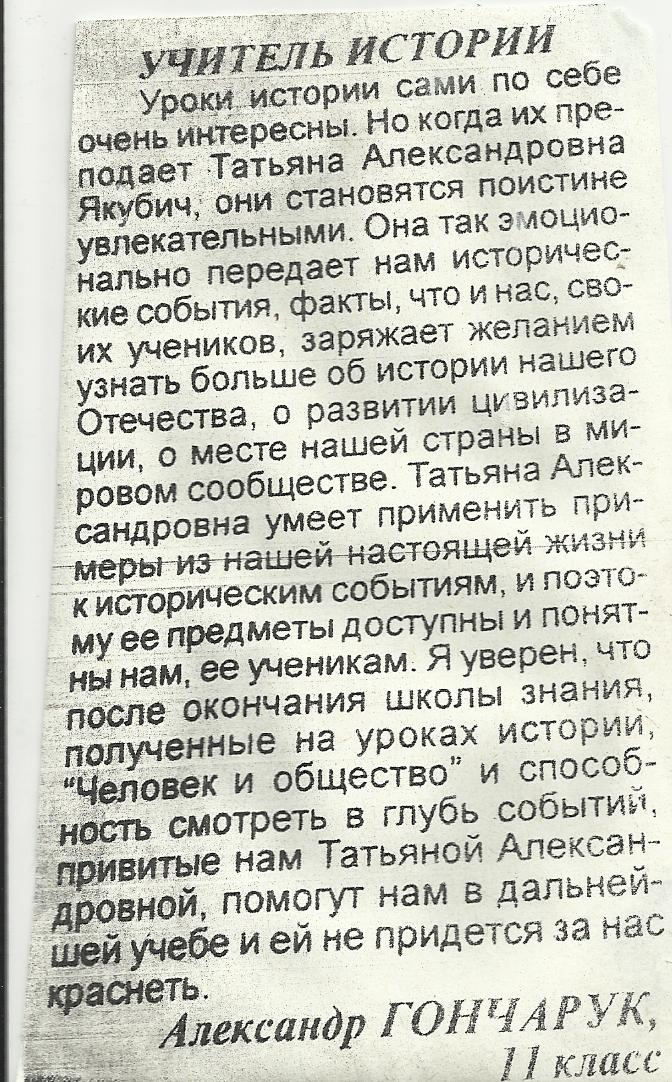 УЧИТЕЛЬ ИСТОРИИ
Уроки истории сами по себе
очень интересны. Но когда их пре-
подает Татьяна Александровна
Якубич, они становятся поистине
увлекательными. Она так эмоцио-
нально передает нам историчес-
кие события, факты, что и нас, сво-
их учеников, заряжает желанием
узнать больше об истории нашего
Отечества, о развитии цивилиза-
ции, о месте нашей страны в ми-
ровом сообществе. Татьяна Алек-
сандровна умеет применить при-
меры из нашей настоящей жизни
к историческим событиям, и поэто-
му ее предметы доступны и понят-
ны нам, ее ученикам. Я уверен, что
после окончания школы знания,
полученные на уроках истории,
“Человек и общество” и способ-
ность смотреть в глубь событий,
привитые нам Татьяной Алексан-
дровной, помогут нам в дальней-
шей учебе и ей не придется за нас
краснеть.
Александр ГОНЧАРУК,
11 класс